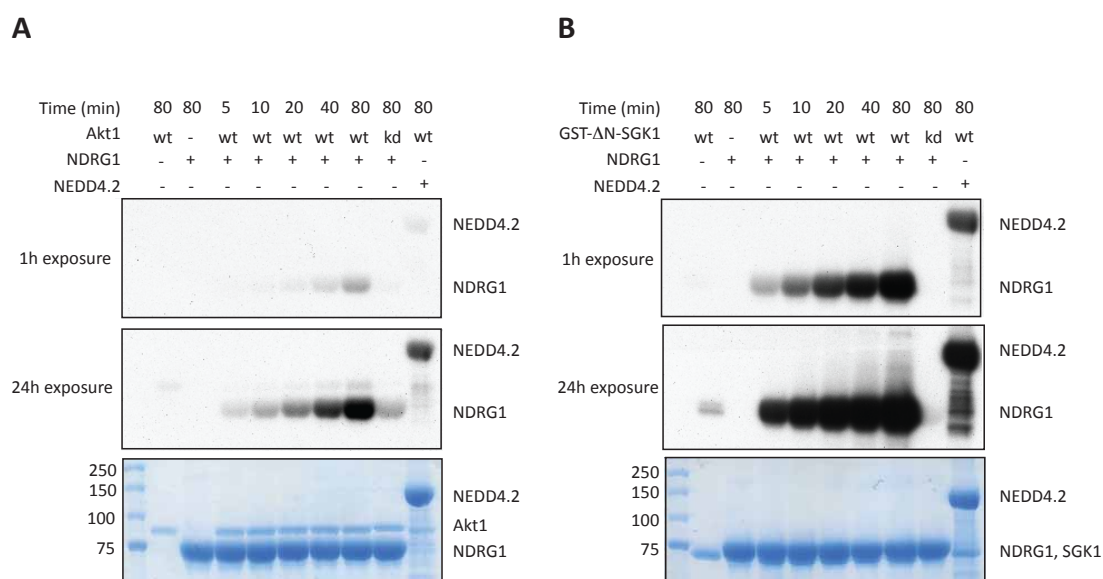 A
Time (min) 80 80 5 10 20 40 80 80 80
Akt1 wt - wt wt wt wt wt kd wt
NDRG1 - + + + + + + + -
NEDD4.2 - - - - - - - - +
1h exposure
NEDD4.2
NDRG1
24h exposure
NEDD4.2
NDRG1
250
150
100
75
NEDD4.2
Akt1
NDRG1
B
Time (min) 80 80 5 10 20 40 80 80 80
GST-ΔN-SGK1 wt - wt wt wt wt wt kd wt
NDRG1 - + + + + + + + -
NEDD4.2 - - - - - - - - +
1h exposure
NEDD4.2
NDRG1
24h exposure
NEDD4.2
NDRG1
250
150
100
75
NEDD4.2
NDRG1, SGK1